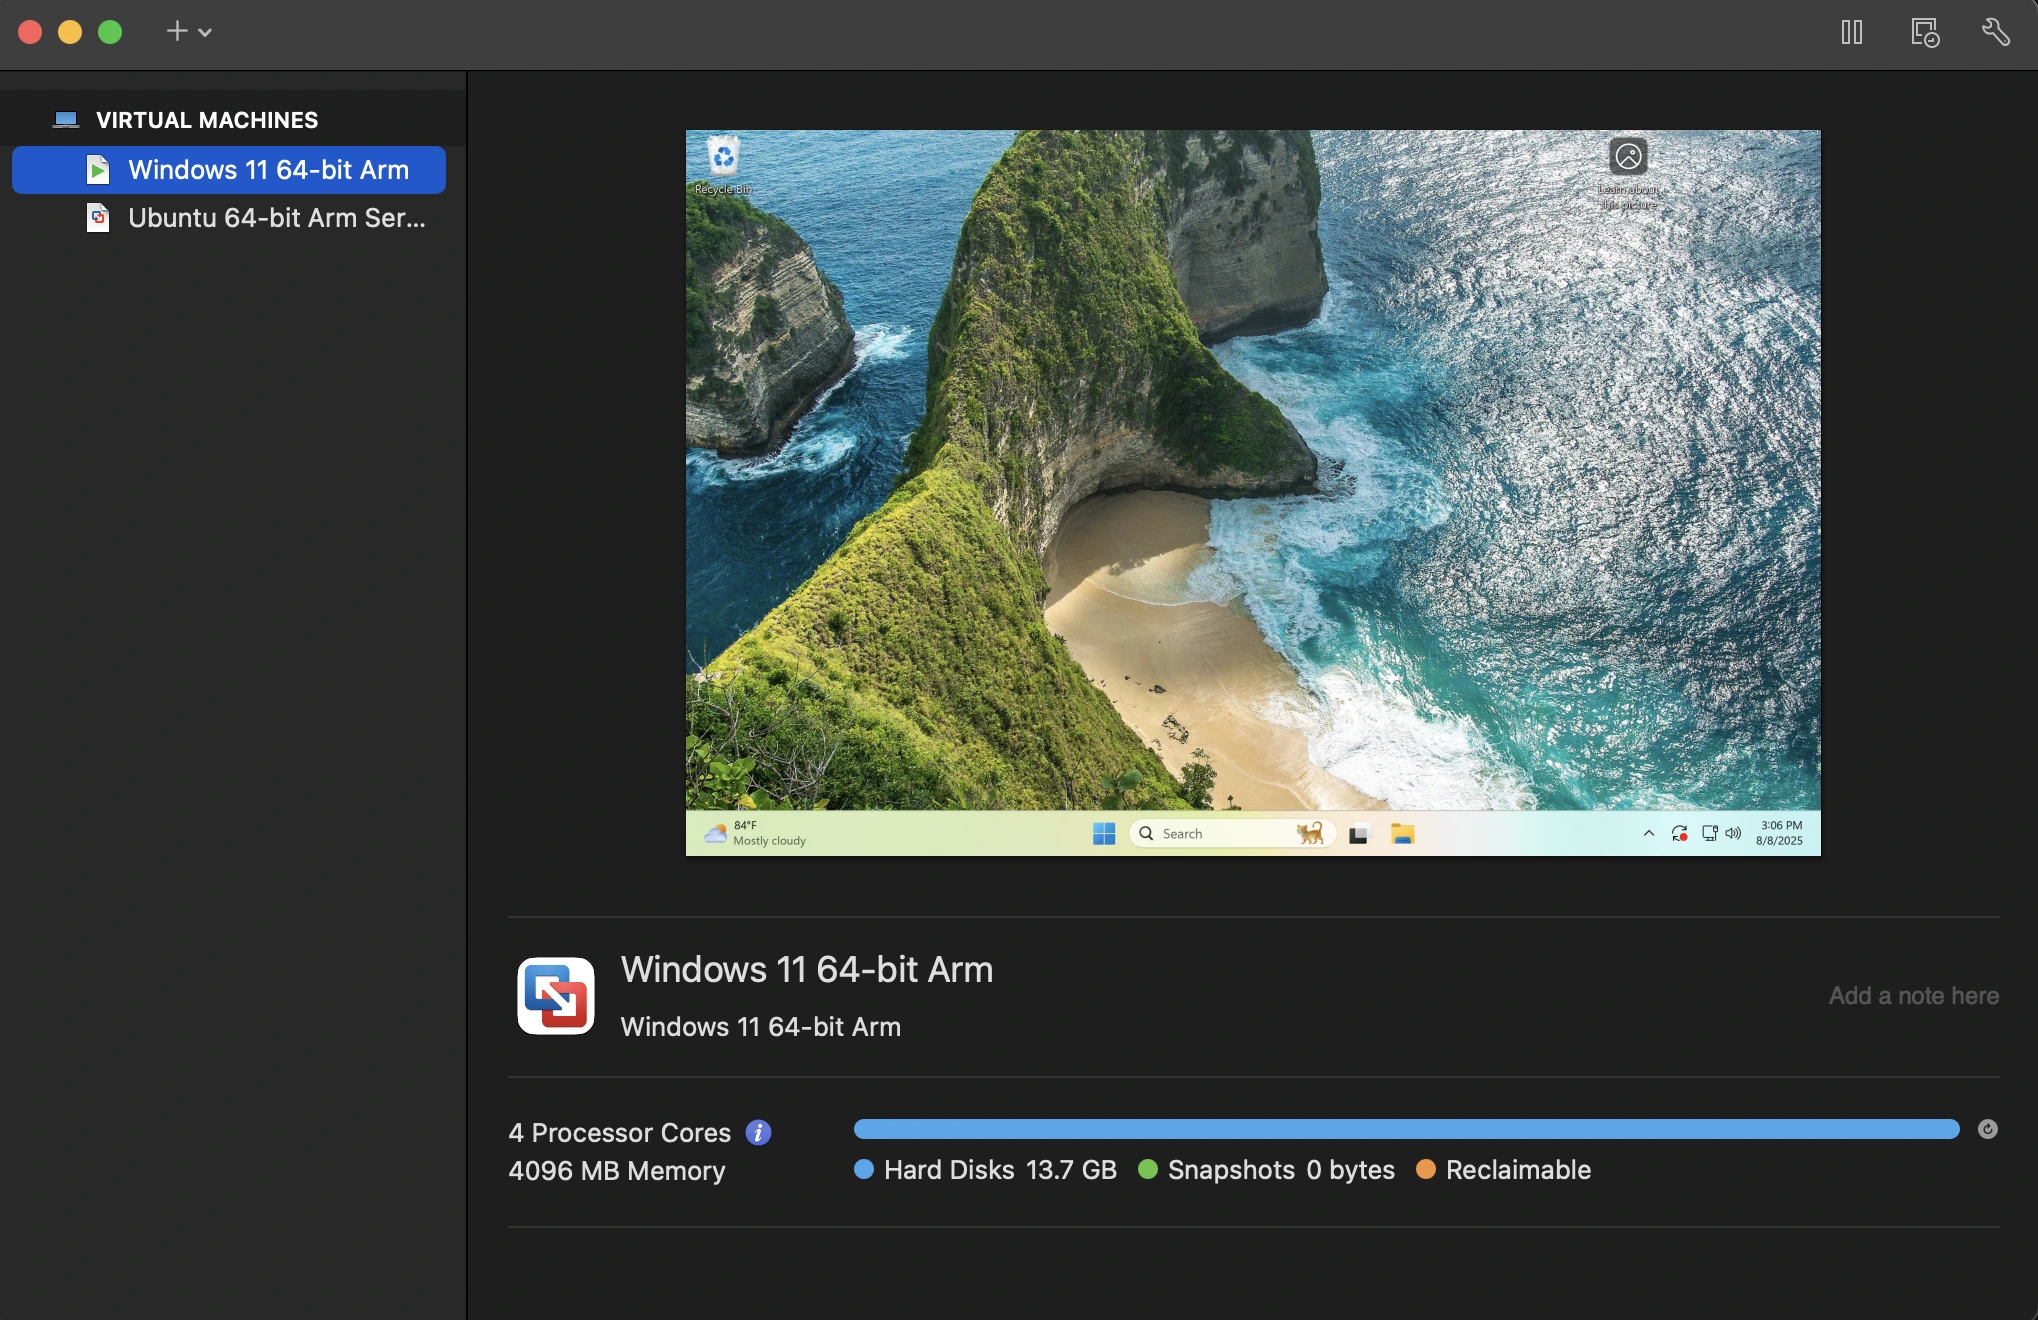 VIRTUAL MACHINES
Windows 11 64-bit Arm
Ubuntu 64-bit Arm Ser...
Recycle Bin
Learn about
this picture
84°F
Mostly cloudy
Search
3:06 PM
8/8/2025
Windows 11 64-bit Arm
Windows 11 64-bit Arm
Add a note here
4 Processor Cores
4096 MB Memory
Hard Disks 13.7 GB Snapshots 0 bytes Reclaimable